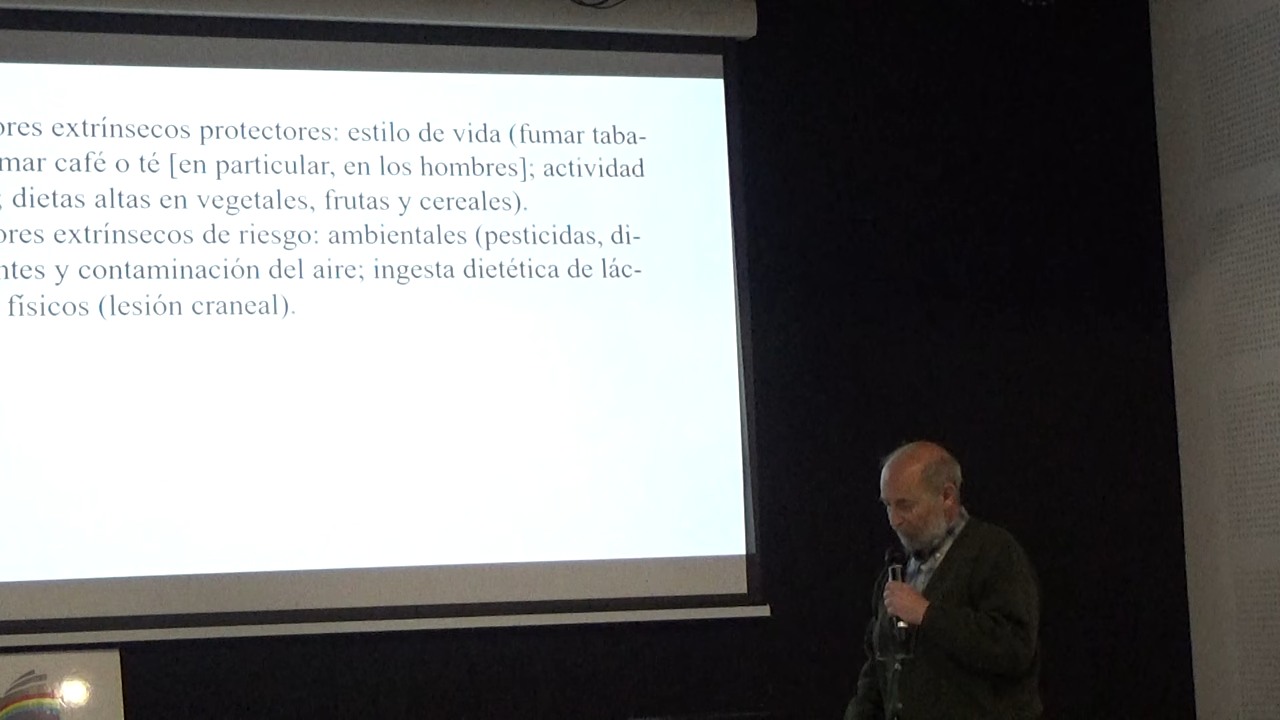 ores extrínsecos protectores: estilo de vida (fumar taba-
mar café o té [en particular, en los hombres]; actividad
; dietas altas en vegetales, frutas y cereales).
ores extrínsecos de riesgo: ambientales (pesticidas, di-
ntes y contaminación del aire; ingesta dietética de lác-
físicos (lesión craneal).